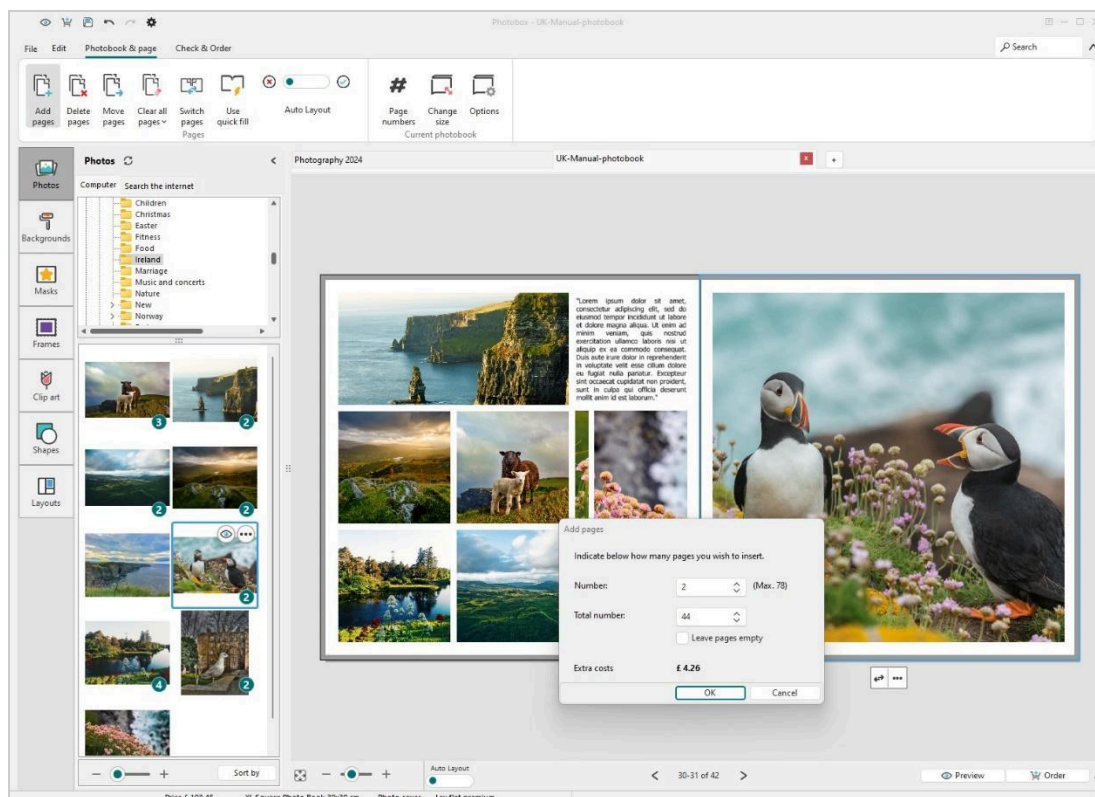 Photobox - UK-Manual-photobook
File Edit Photobook & page Check & Order
Search
Add pages
Delete pages
Move pages
Clear all pages
Switch pages
Use quick fill
Auto Layout
Pages
Page numbers
Change size
Options
Current photobook
Photos
Backgrounds
Masks
Frames
Clip art
Shapes
Layouts
Photos
Computer Search the internet
Children
Christmas
Easter
Fitness
Food
Ireland
Marriage
Music and concerts
Nature
New
Norway
3
2
2
2
2
4
2
Sort by
Photography 2024
UK-Manual-photobook
"Lorem ipsum dolor sit amet,
consectetur adipiscing elit, sed do
eiusmod tempor incididunt ut labore
et dolore magna aliqua. Ut enim ad
minim veniam, quis nostrud
exercitation ullamco laboris nisi ut
aliquip ex ea commodo consequat.
Duis aute irure dolor in reprehenderit
in voluptate velit esse cillum dolore
eu fugiat nulla pariatur. Excepteur
sint occaecat cupidatat non proident,
sunt in culpa qui officia deserunt
mollit anim id est laborum."
Add pages
Indicate below how many pages you wish to insert.
Number: 2 (Max. 78)
Total number: 44
Leave pages empty
Extra costs £ 4.26
OK Cancel
Auto Layout
30-31 of 42
Preview
Order